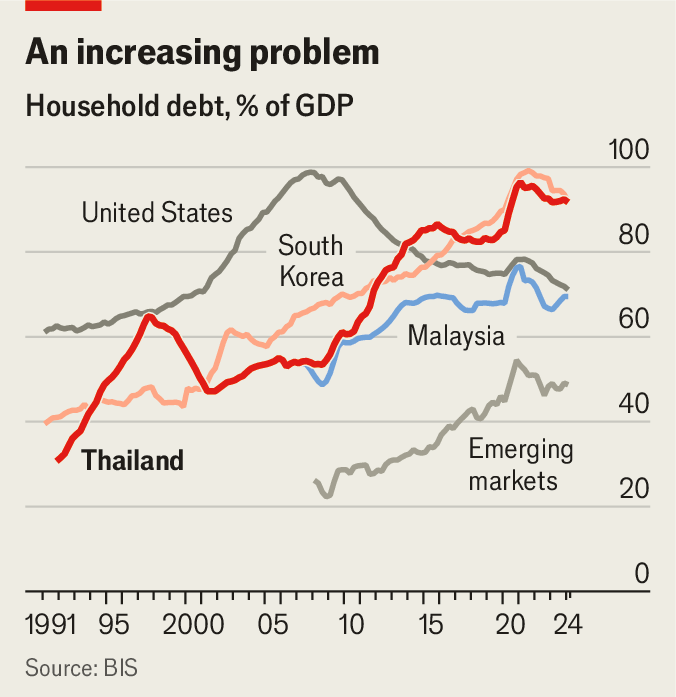 An increasing problem
Household debt, % of GDP
100
United States
80
South
Korea
60
Malaysia
40
Thailand
Emerging
markets
20
0
1991 95 2000 05 10 15 20 21 24
Source: BIS